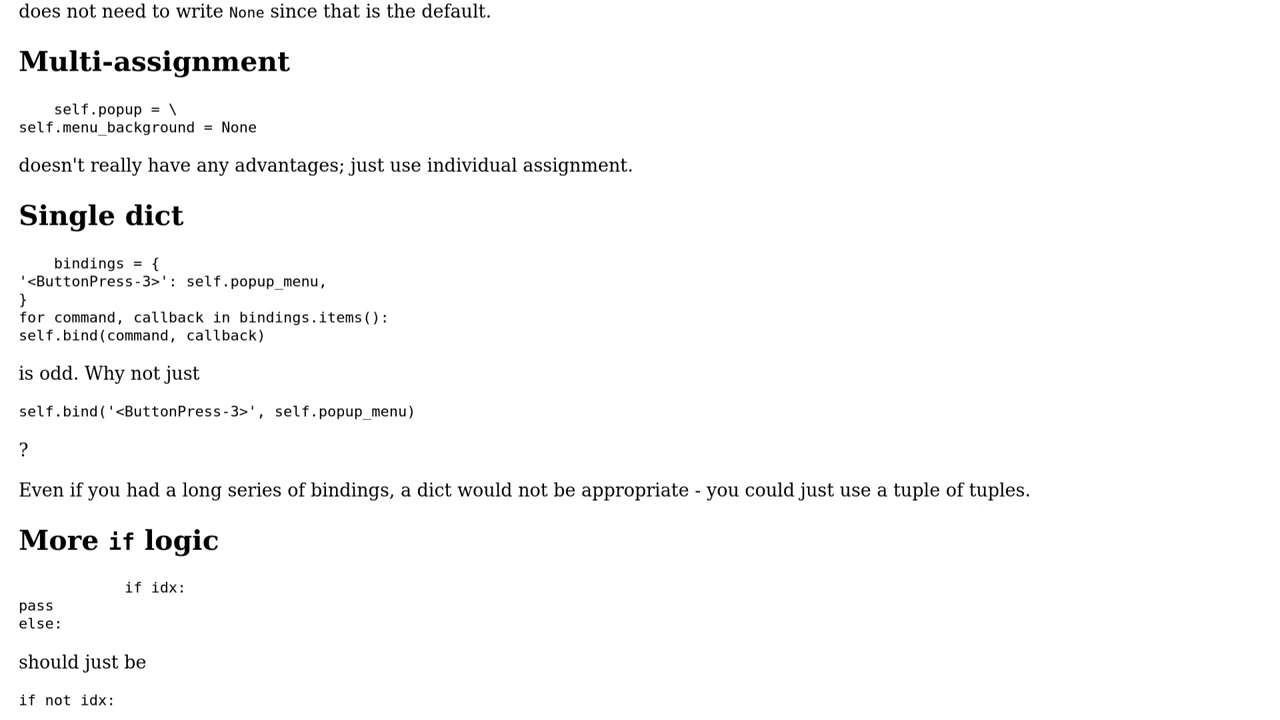 does not need to write None since that is the default.
Multi-assignment
self.popup = \
self.menu_background = None
doesn't really have any advantages; just use individual assignment.
Single dict
bindings = {
'<ButtonPress-3>': self.popup_menu,
}
for command, callback in bindings.items():
self.bind(command, callback)
is odd. Why not just
self.bind('<ButtonPress-3>', self.popup_menu)
?
Even if you had a long series of bindings, a dict would not be appropriate - you could just use a tuple of tuples.
More if logic
if idx:
pass
else:
should just be
if not idx: